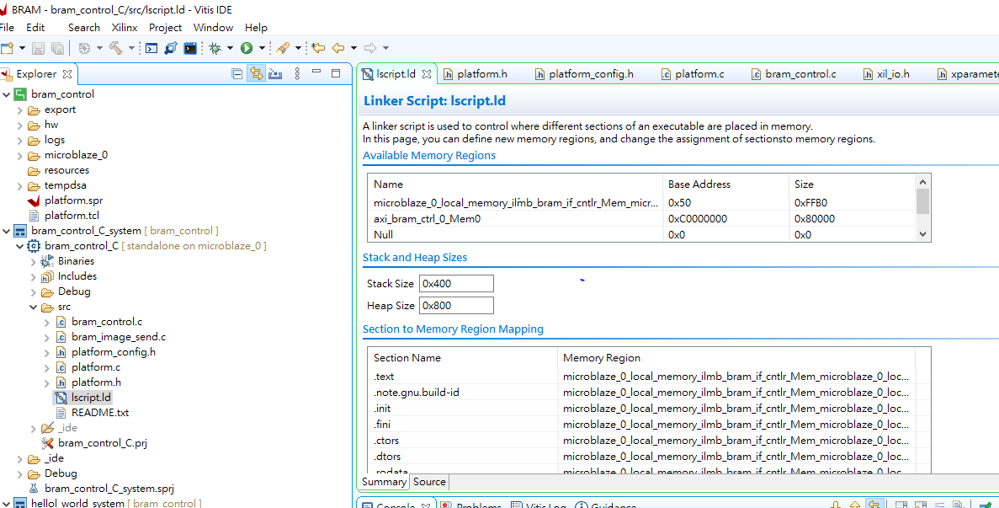 BRAM - bram_control_C/src/lscript.ld - Vitis IDE
File Edit Search Xilinx Project Window Help
Explorer
lscript.ld platform.h platform_config.h platform.c bram_control.c xil_io.h
bram_control
export
hw
logs
microblaze_0
resources
tempdsa
platform.spr
platform.tcl
bram_control_C_system [ bram_control ]
bram_control_C [ standalone on microblaze_0 ]
Binaries
Includes
Debug
src
bram_control.c
bram_image_send.c
platform_config.h
platform.c
platform.h
lscript.ld
README.txt
_ide
bram_control_C.prj
_ide
Debug
bram_control_C_system.sprj
hellol_world_system [ bram_control ]
Linker Script: lscript.ld
A linker script is used to control where different sections of an executable are placed in memory.
In this page, you can define new memory regions, and change the assignment of sectionsto memory regions.
Available Memory Regions
Name Base Address Size
microblaze_0_local_memory_ilmb_bram_if_cntlr_Mem_micr... 0x50 0xFFB0
axi_bram_ctrl_0_Mem0 0xC0000000 0x80000
Null 0x0 0x0
Stack and Heap Sizes
Stack Size 0x400
Heap Size 0x800
Section to Memory Region Mapping
Section Name Memory Region
.text microblaze_0_local_memory_ilmb_bram_if_cntlr_Mem_microblaze_0_loc...
.note.gnu.build-id microblaze_0_local_memory_ilmb_bram_if_cntlr_Mem_microblaze_0_loc...
.init microblaze_0_local_memory_ilmb_bram_if_cntlr_Mem_microblaze_0_loc...
.fini microblaze_0_local_memory_ilmb_bram_if_cntlr_Mem_microblaze_0_loc...
.ctors microblaze_0_local_memory_ilmb_bram_if_cntlr_Mem_microblaze_0_loc...
.dtors microblaze_0_local_memory_ilmb_bram_if_cntlr_Mem_microblaze_0_loc...
.rodata microblaze_0_local_memory_ilmb_bram_if_cntlr_Mem_microblaze_0_loc...
Summary Source
Console Problems Vitis Log Guidance